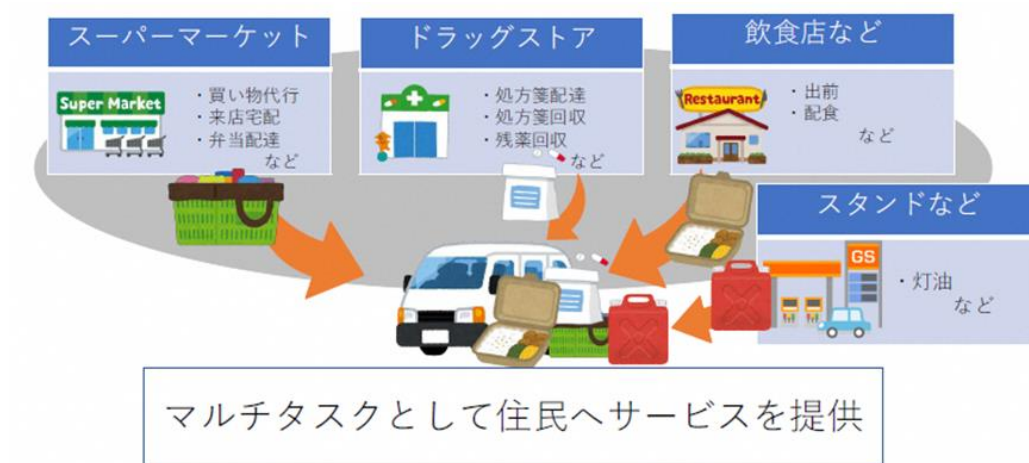 スーパーマーケット
Super Market
・買い物代行
・来店宅配
・弁当配達
など
ドラッグストア
・処方箋配達
・処方箋回収
・残薬回収
など
飲食店など
Restaurant
・出前
・配食
など
スタンドなど
GS
・灯油
など
マルチタスクとして住民へサービスを提供